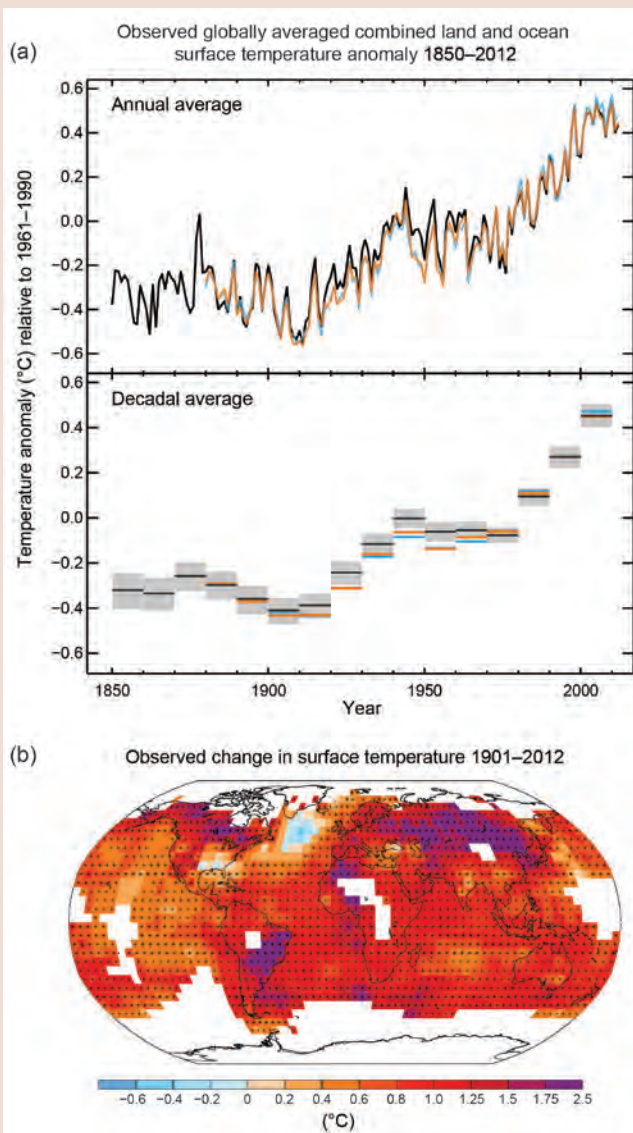 Observed globally averaged combined land and ocean
surface temperature anomaly 1850–2012
(a)
Annual average
0.6
0.4
0.2
0.0
−0.2
−0.4
−0.6
Temperature anomaly (°C) relative to 1961–1990
Decadal average
0.6
0.4
0.2
0.0
−0.2
−0.4
−0.6
1850
1900
1950
2000
Year
(b)
Observed change in surface temperature 1901–2012
−0.6 −0.4 −0.2 0 0.2 0.4 0.6 0.8 1.0 1.25 1.5 1.75 2.5
(°C)